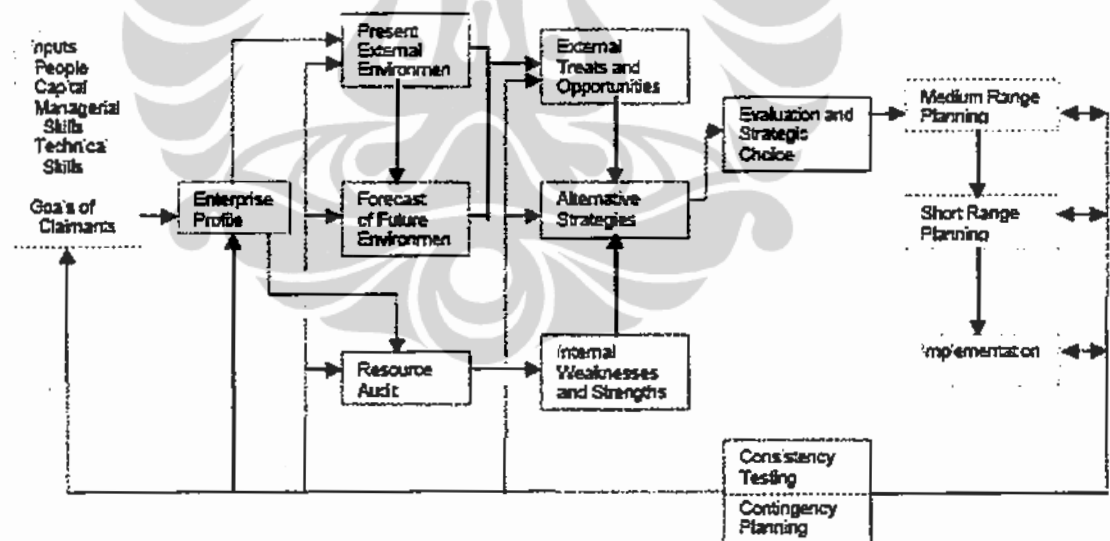 Inputs
People
Capital
Managerial
Skills
Technical
Skills
Goals of
Claimants
Enterprise
Profile
Present
External
Environmen
Forecast
of Future
Environmen
Resource
Audit
External
Treats and
Opportunities
Alternative
Strategies
Internal
Weaknesses
and Strengths
Evaluation and
Strategic
Choice
Medium Range
Planning
Short Range
Planning
Implementation
Consistency
Testing
Contingency
Planning